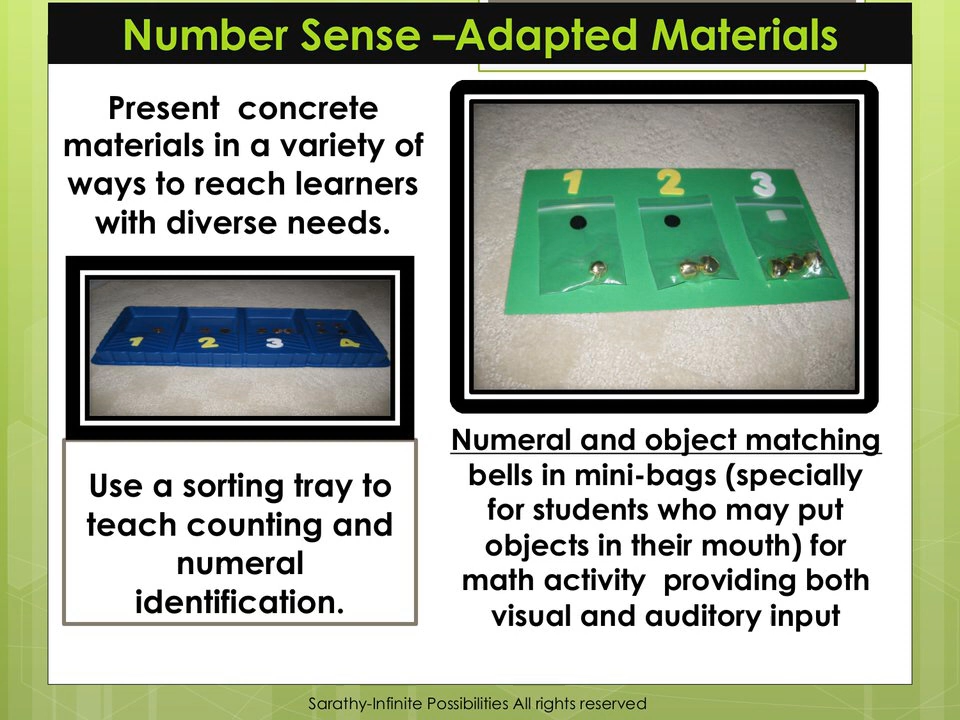 Number Sense –Adapted Materials
Present  concrete
materials in a variety of
ways to reach learners
with diverse needs.
1 2 3 4
Use a sorting tray to
teach counting and
numeral
identification.
1 2 3
Numeral and object matching
bells in mini-bags (specially
for students who may put
objects in their mouth) for
math activity  providing both
visual and auditory input
Sarathy-Infinite Possibilities All rights reserved